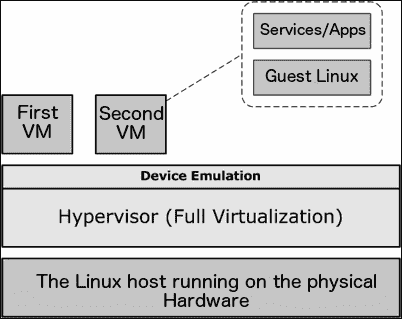 Services/Apps
Guest Linux
First
VM
Second
VM
Device Emulation
Hypervisor (Full Virtualization)
The Linux host running on the physical
Hardware